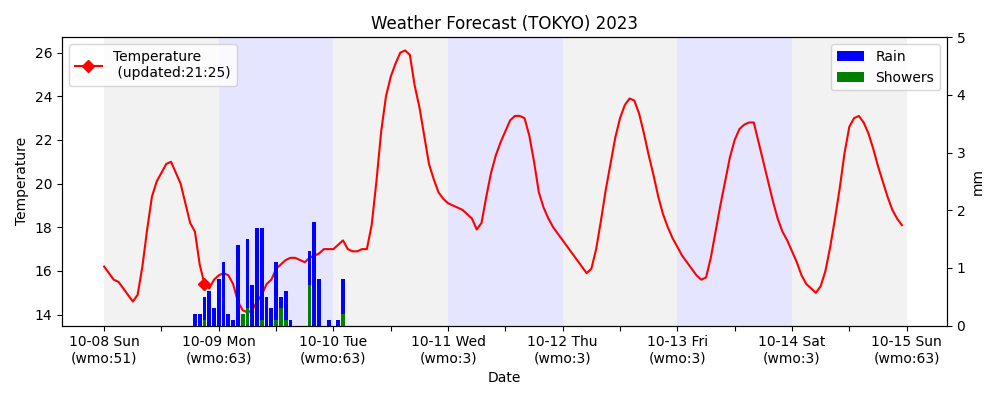 Weather Forecast (TOKYO) 2023
Temperature
(updated:21:25)
Rain
Showers
26
24
22
20
18
16
14
Temperature
5
4
3
2
1
0
mm
10-08 Sun
(wmo:51)
10-09 Mon
(wmo:63)
10-10 Tue
(wmo:63)
10-11 Wed
(wmo:3)
10-12 Thu
(wmo:3)
10-13 Fri
(wmo:3)
10-14 Sat
(wmo:3)
10-15 Sun
(wmo:63)
Date